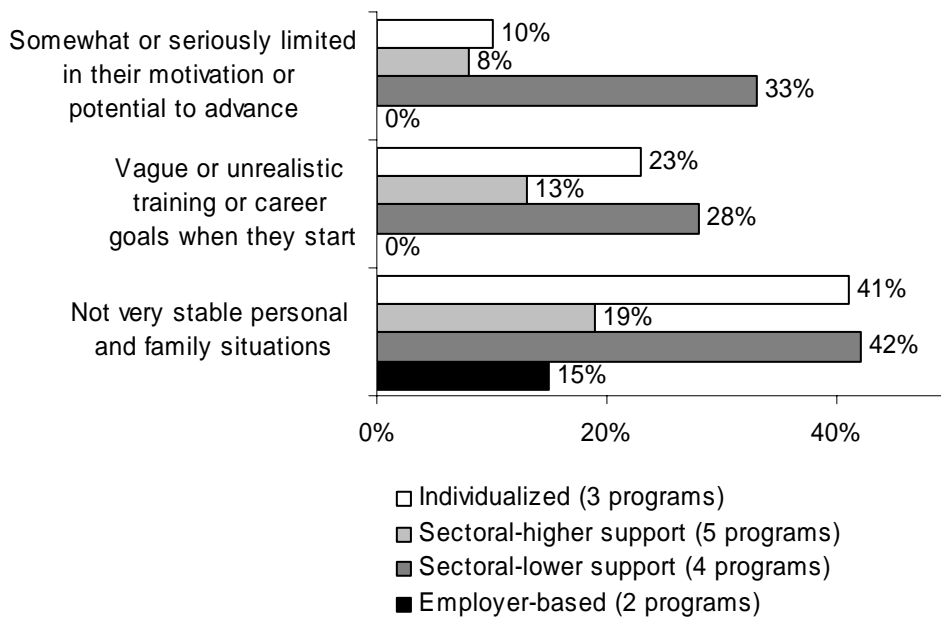 Somewhat or seriously limited
in their motivation or
potential to advance
10%
8%
33%
0%
Vague or unrealistic
training or career
goals when they start
23%
13%
28%
0%
Not very stable personal
and family situations
41%
19%
42%
15%
0% 20% 40%
Individualized (3 programs)
Sectoral-higher support (5 programs)
Sectoral-lower support (4 programs)
Employer-based (2 programs)